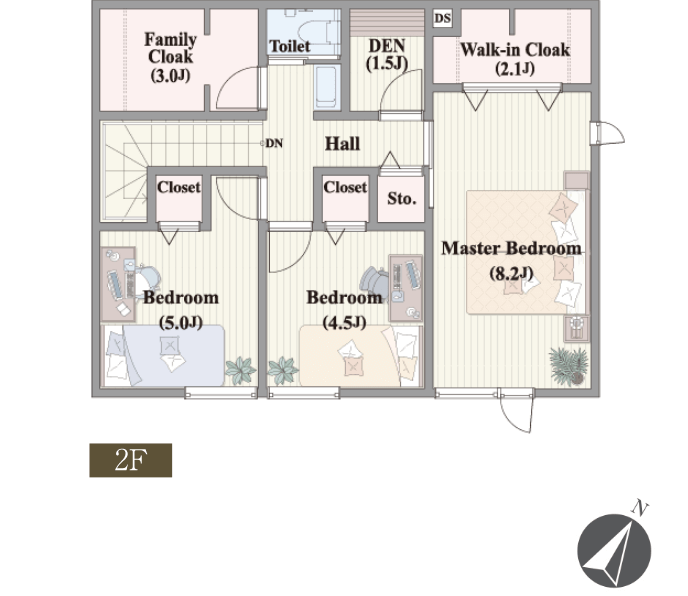 Family
Cloak
(3.0J)
Toilet
DEN
(1.5J)
DS
Walk-in Cloak
(2.1J)
DN
Hall
Closet
Closet
Sto.
Master Bedroom
(8.2J)
Bedroom
(5.0J)
Bedroom
(4.5J)
2F
N